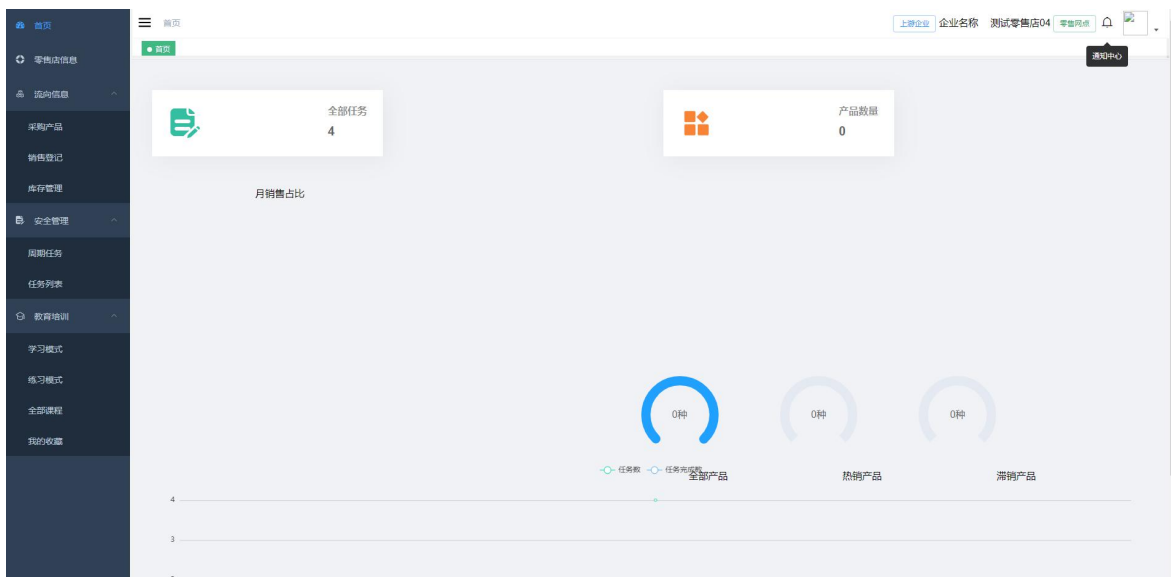 首页
零售店信息
流向信息
采购产品
销售登记
库存管理
安全管理
周期任务
任务列表
教育培训
学习模式
练习模式
全部课程
我的收藏
首页
上游企业 企业名称 测试零售店04 零售网点
首页
通知中心
全部任务
4
产品数量
0
月销售占比
0种 0种 0种
任务数 任务完成数
全部产品 热销产品 滞销产品
4
3